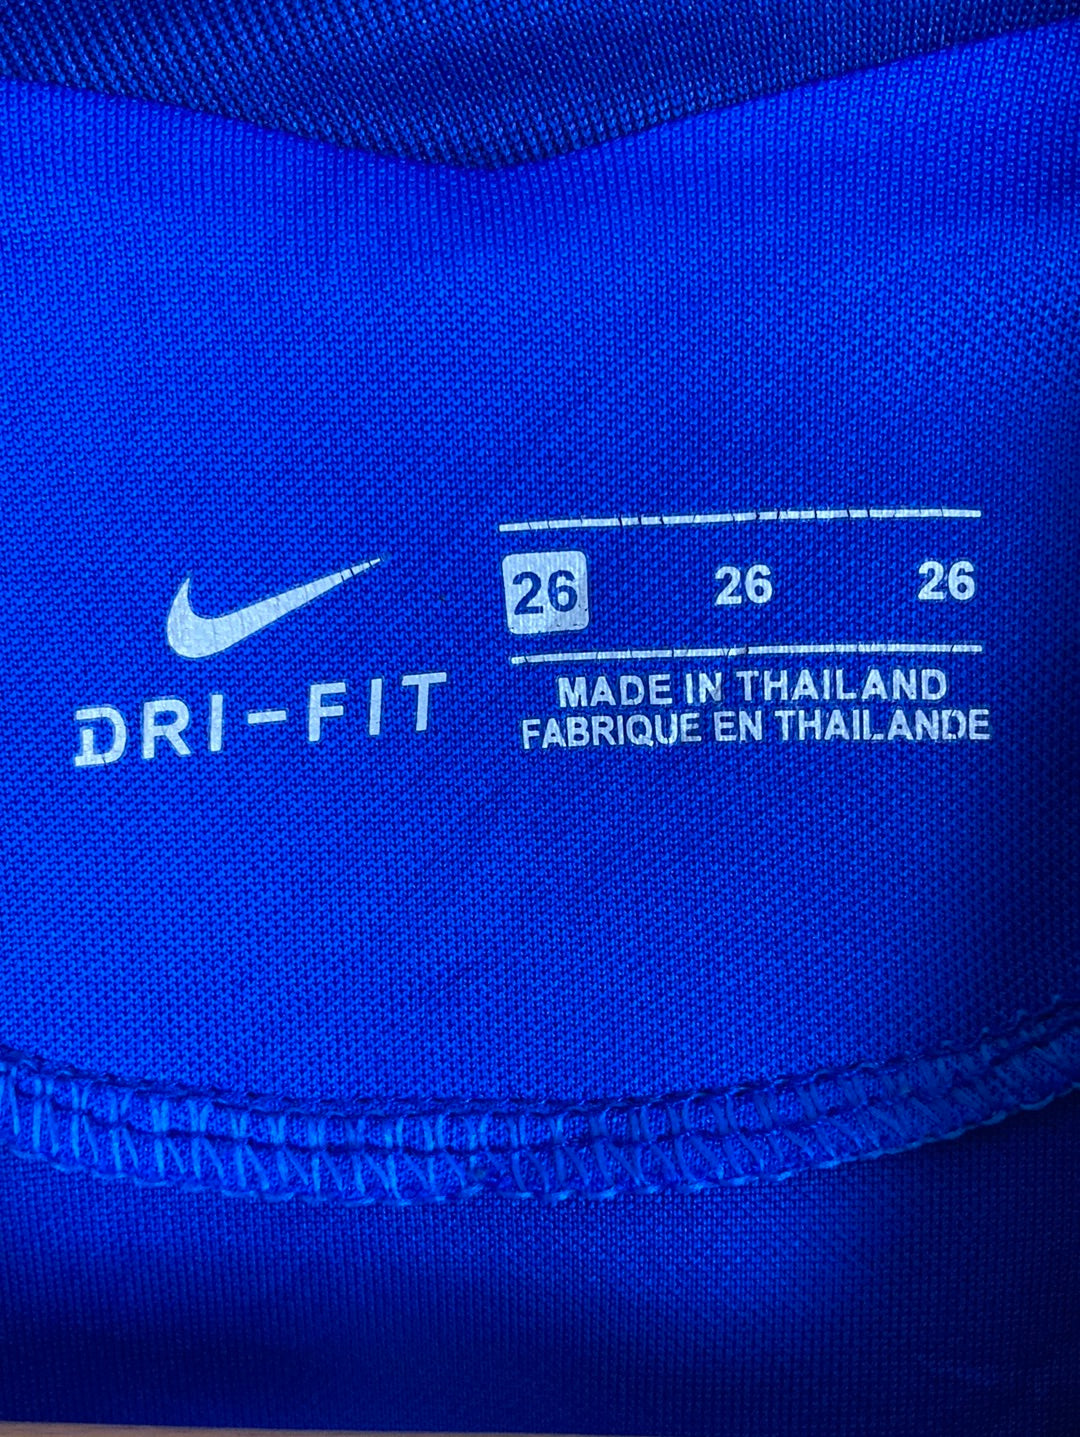 DRI-FIT
26 26 26
MADE IN THAILAND
FABRIQUE EN THAILANDE